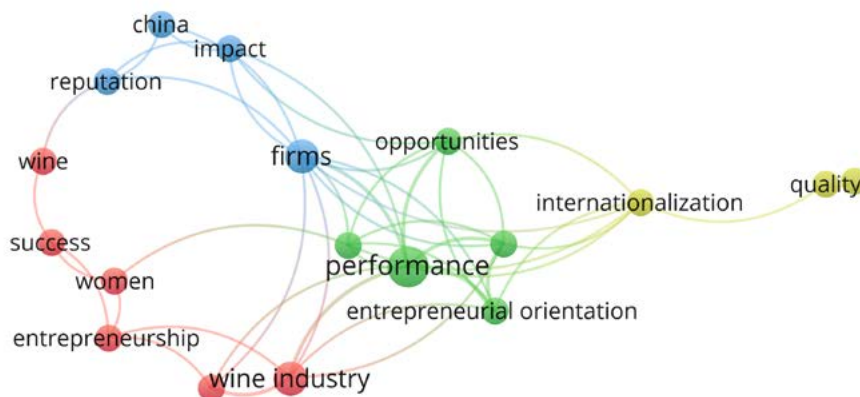 china
impact
reputation
firms
opportunities
wine
quality
internationalization
success
performance
women
entrepreneurial orientation
entrepreneurship
wine industry